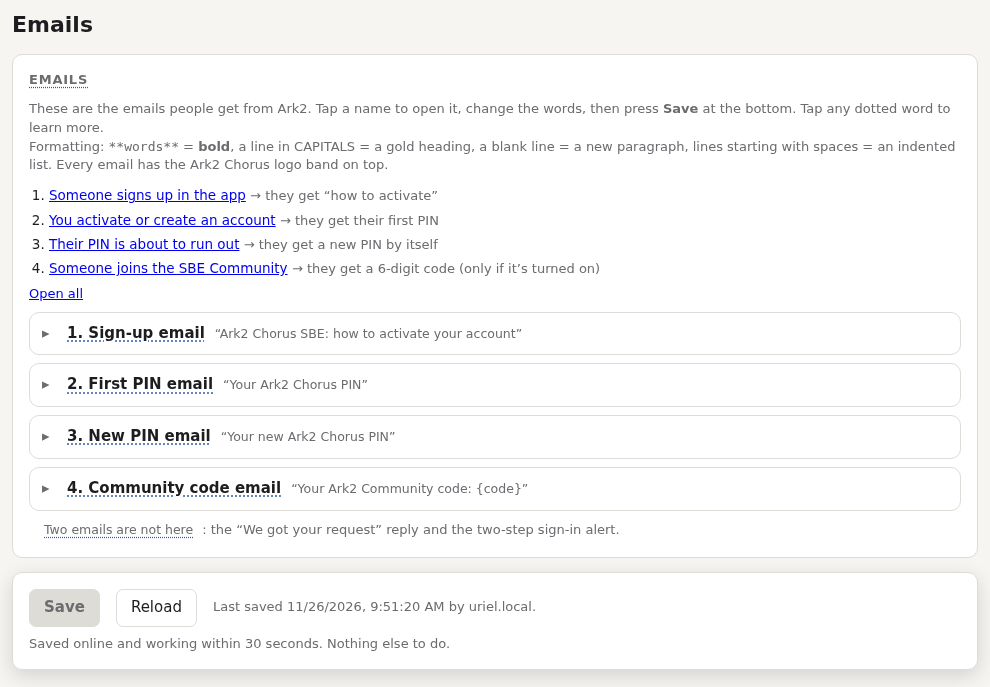 Emails
EMAILS
These are the emails people get from Ark2. Tap a name to open it, change the words, then press Save at the bottom. Tap any dotted word to
learn more.
Formatting: **words** = bold, a line in CAPITALS = a gold heading, a blank line = a new paragraph, lines starting with spaces = an indented
list. Every email has the Ark2 Chorus logo band on top.
1. Someone signs up in the app → they get “how to activate”
2. You activate or create an account → they get their first PIN
3. Their PIN is about to run out → they get a new PIN by itself
4. Someone joins the SBE Community → they get a 6-digit code (only if it’s turned on)
Open all
▸ 1. Sign-up email “Ark2 Chorus SBE: how to activate your account”
▸ 2. First PIN email “Your Ark2 Chorus PIN”
▸ 3. New PIN email “Your new Ark2 Chorus PIN”
▸ 4. Community code email “Your Ark2 Community code: {code}”
Two emails are not here : the “We got your request” reply and the two-step sign-in alert.
Save Reload Last saved 11/26/2026, 9:51:20 AM by uriel.local.
Saved online and working within 30 seconds. Nothing else to do.